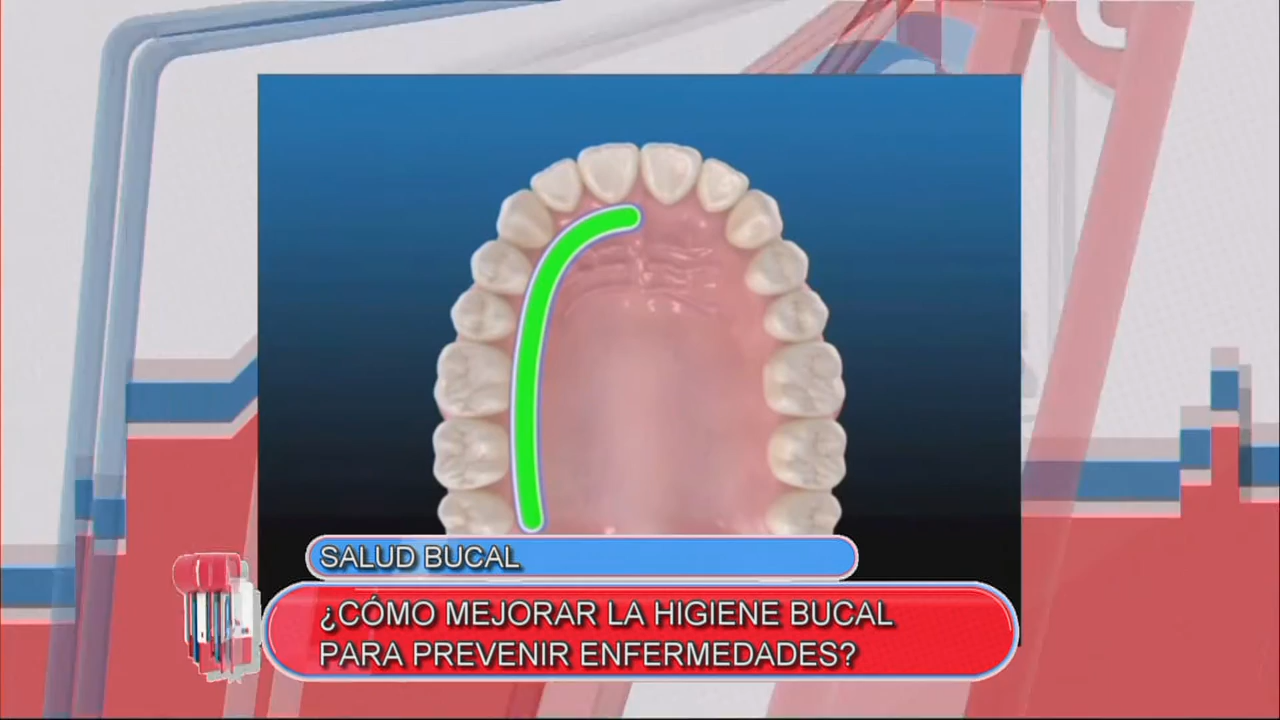 SALUD BUCAL
¿CÓMO MEJORAR LA HIGIENE BUCAL
PARA PREVENIR ENFERMEDADES?